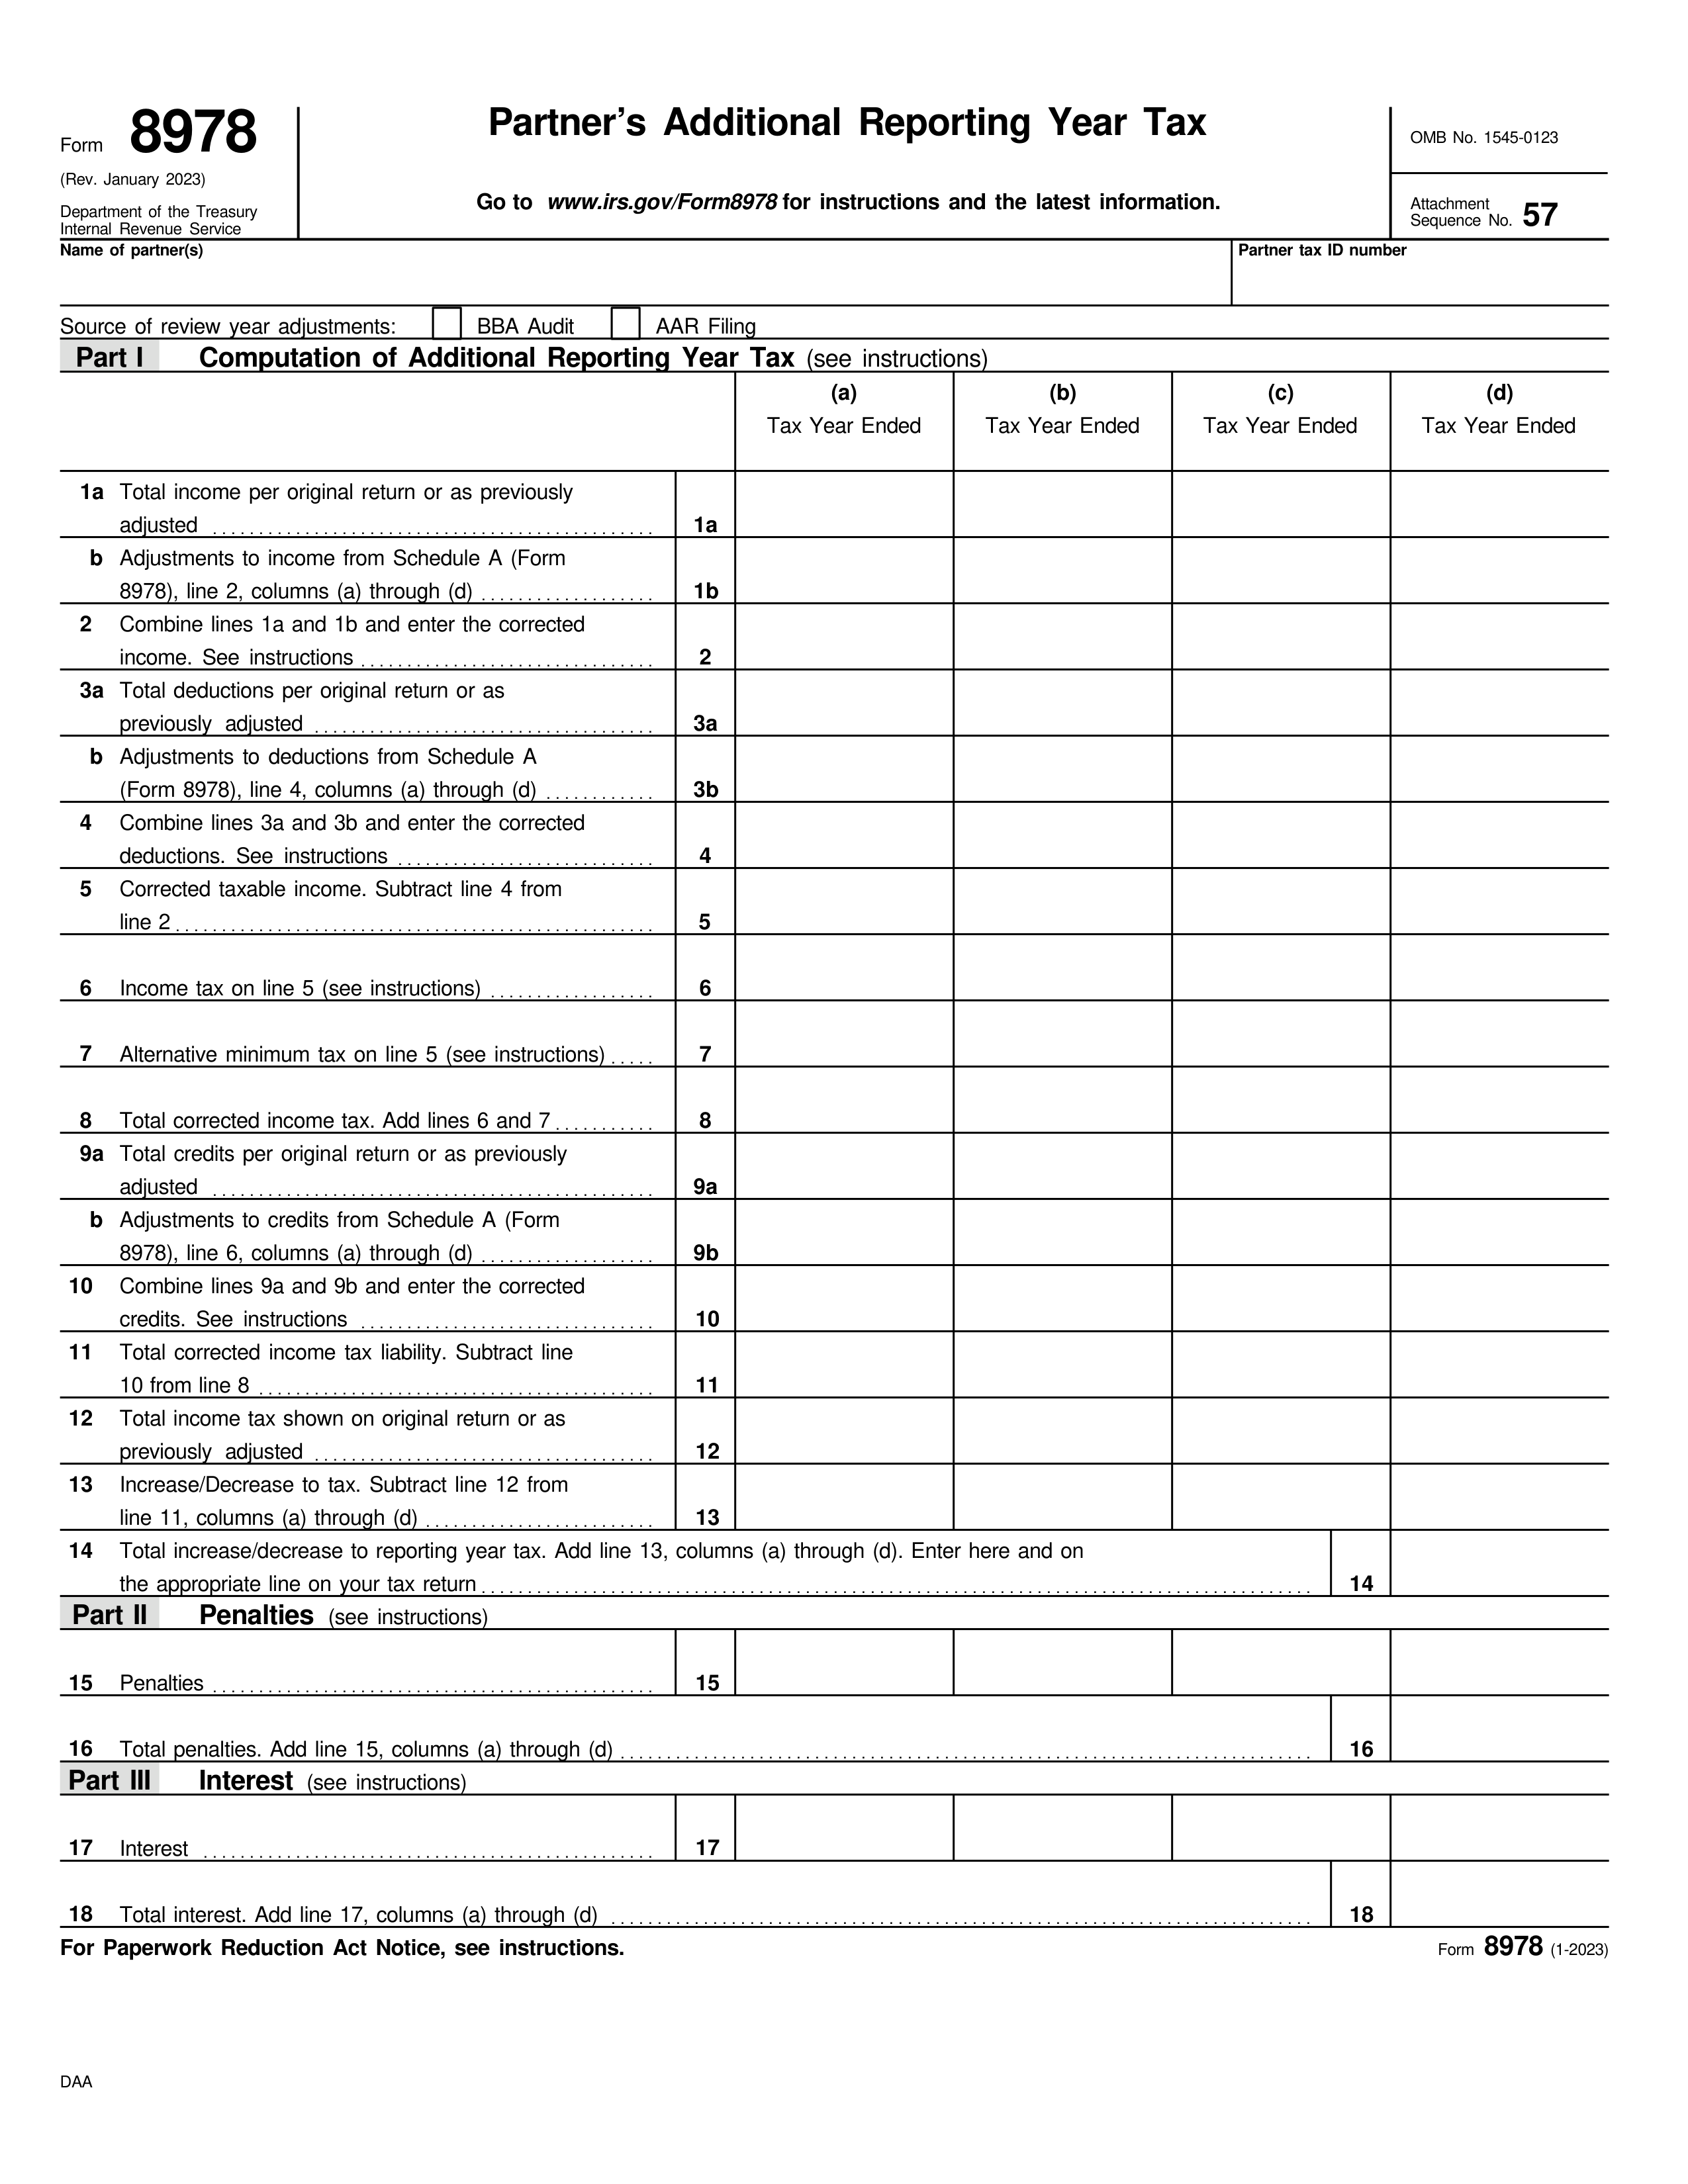 Form 8978
(Rev. January 2023)
Department of the Treasury
Internal Revenue Service
Partner's Additional Reporting Year Tax
Go to www.irs.gov/Form8978 for instructions and the latest information.
OMB No. 1545-0123
Attachment
Sequence No. 57
Name of partner(s)
Partner tax ID number
Source of review year adjustments: BBA Audit AAR Filing
Part I Computation of Additional Reporting Year Tax (see instructions)
(a) (b) (c) (d)
Tax Year Ended Tax Year Ended Tax Year Ended Tax Year Ended
1a Total income per original return or as previously
adjusted 1a
b Adjustments to income from Schedule A (Form
8978), line 2, columns (a) through (d) 1b
2 Combine lines 1a and 1b and enter the corrected
income. See instructions 2
3a Total deductions per original return or as
previously adjusted 3a
b Adjustments to deductions from Schedule A
(Form 8978), line 4, columns (a) through (d) 3b
4 Combine lines 3a and 3b and enter the corrected
deductions. See instructions 4
5 Corrected taxable income. Subtract line 4 from
line 2 5
6 Income tax on line 5 (see instructions) 6
7 Alternative minimum tax on line 5 (see instructions) 7
8 Total corrected income tax. Add lines 6 and 7 8
9a Total credits per original return or as previously
adjusted 9a
b Adjustments to credits from Schedule A (Form
8978), line 6, columns (a) through (d) 9b
10 Combine lines 9a and 9b and enter the corrected
credits. See instructions 10
11 Total corrected income tax liability. Subtract line
10 from line 8 11
12 Total income tax shown on original return or as
previously adjusted 12
13 Increase/Decrease to tax. Subtract line 12 from
line 11, columns (a) through (d) 13
14 Total increase/decrease to reporting year tax. Add line 13, columns (a) through (d). Enter here and on
the appropriate line on your tax return 14
Part II Penalties (see instructions)
15 Penalties 15
16 Total penalties. Add line 15, columns (a) through (d) 16
Part III Interest (see instructions)
17 Interest 17
18 Total interest. Add line 17, columns (a) through (d) 18
For Paperwork Reduction Act Notice, see instructions.
Form 8978 (1-2023)
DAA